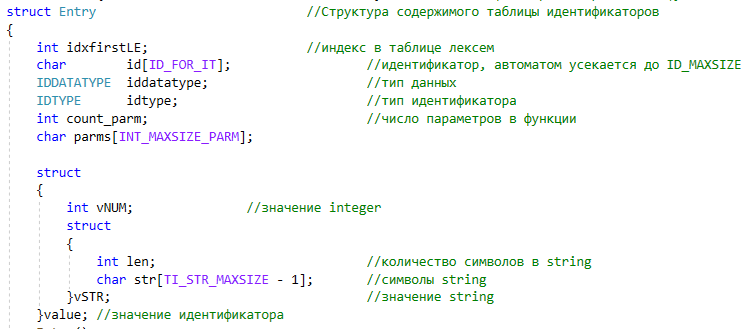 struct Entry //Структура содержимого таблицы идентификаторов
{
int idxfirstLE; //индекс в таблице лексем
char id[ID_FOR_IT]; //идентификатор, автоматом усекается до ID_MAXSIZE
IDDATATYPE iddatatype; //тип данных
IDTYPE idtype; //тип идентификатора
int count_parm; //число параметров в функции
char parms[INT_MAXSIZE_PARM];
struct
{
int vNUM; //значение integer
struct
{
int len; //количество символов в string
char str[TI_STR_MAXSIZE - 1]; //символы string
}vSTR; //значение string
}value; //значение идентификатора